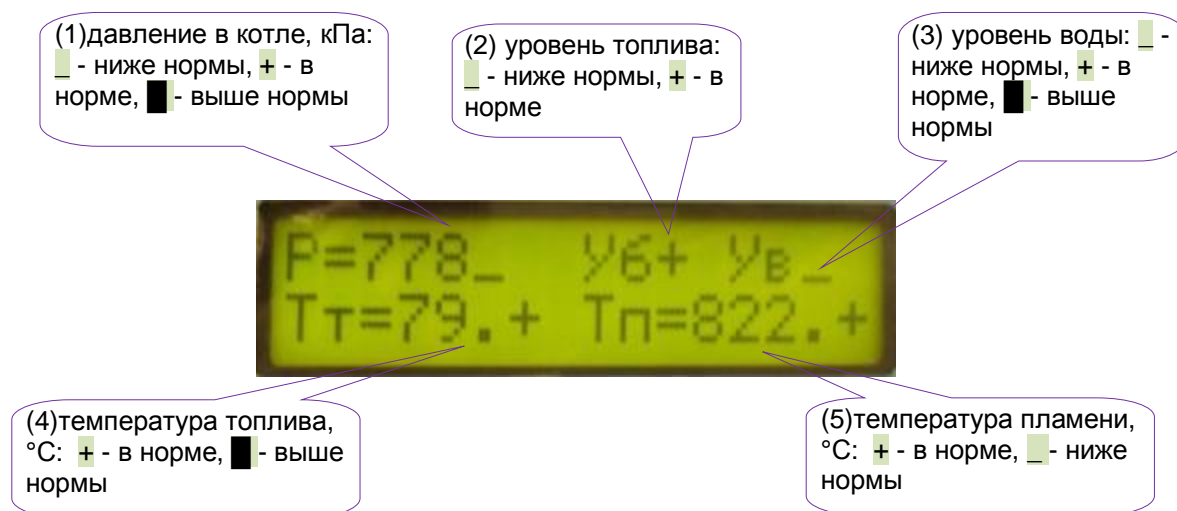 (1)давление в котле, кПа:
_ - ниже нормы, + - в
норме, █ - выше нормы
(2) уровень топлива:
_ - ниже нормы, + - в
норме
(3) уровень воды: _ -
ниже нормы, + - в
норме, █ - выше
нормы
Р=778_ Уб+ Ув_
Тт=79.+ Тп=822.+
(4)температура топлива,
°С: + - в норме, █ - выше
нормы
(5)температура пламени,
°С: + - в норме, _ - ниже
нормы